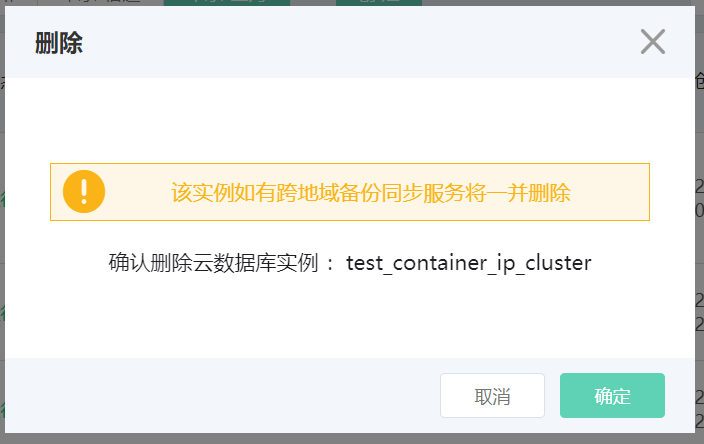 删除
该实例如有跨地域备份同步服务将一并删除
确认删除云数据库实例： test_container_ip_cluster
取消
确定